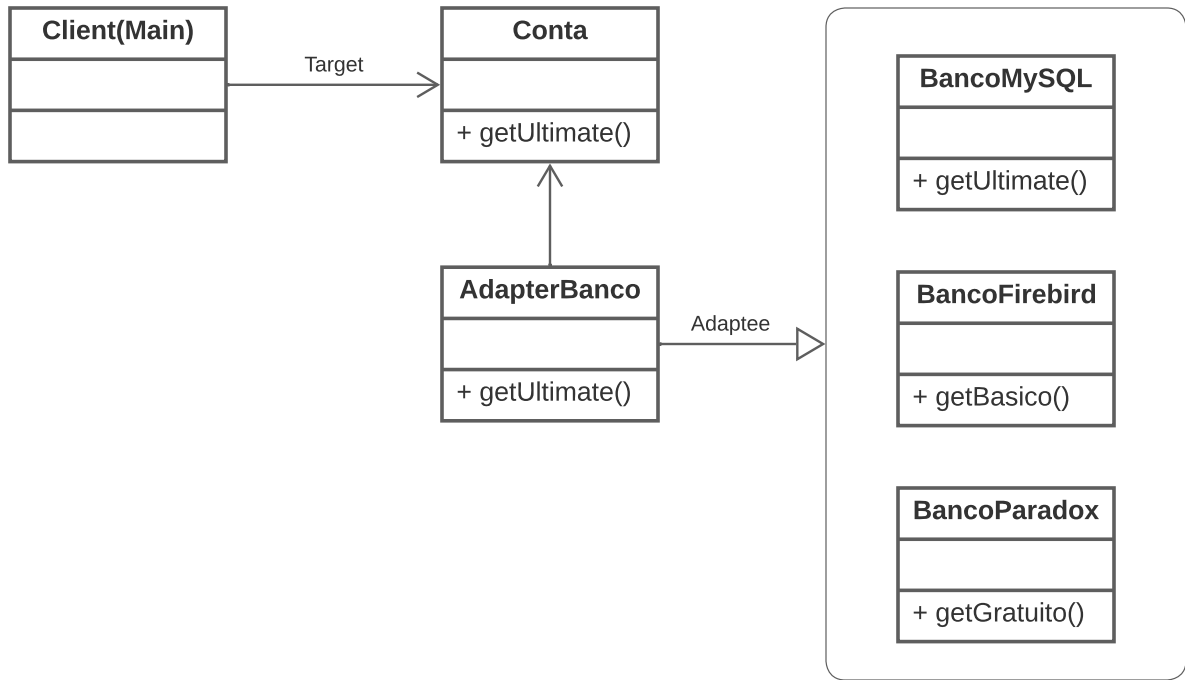 Client(Main)
Target
Conta
+ getUltimate()
AdapterBanco
+ getUltimate()
Adaptee
BancoMySQL
+ getUltimate()
BancoFirebird
+ getBasico()
BancoParadox
+ getGratuito()